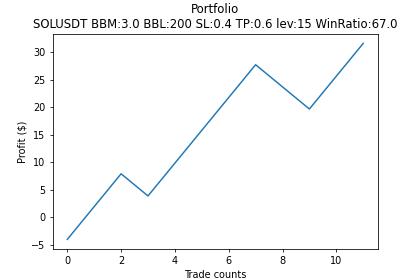 Portfolio
SOLUSDT BBM:3.0 BBL:200 SL:0.4 TP:0.6 lev:15 WinRatio:67.0
30
25
20
15
10
5
0
−5
Profit ($)
0 2 4 6 8 10
Trade counts